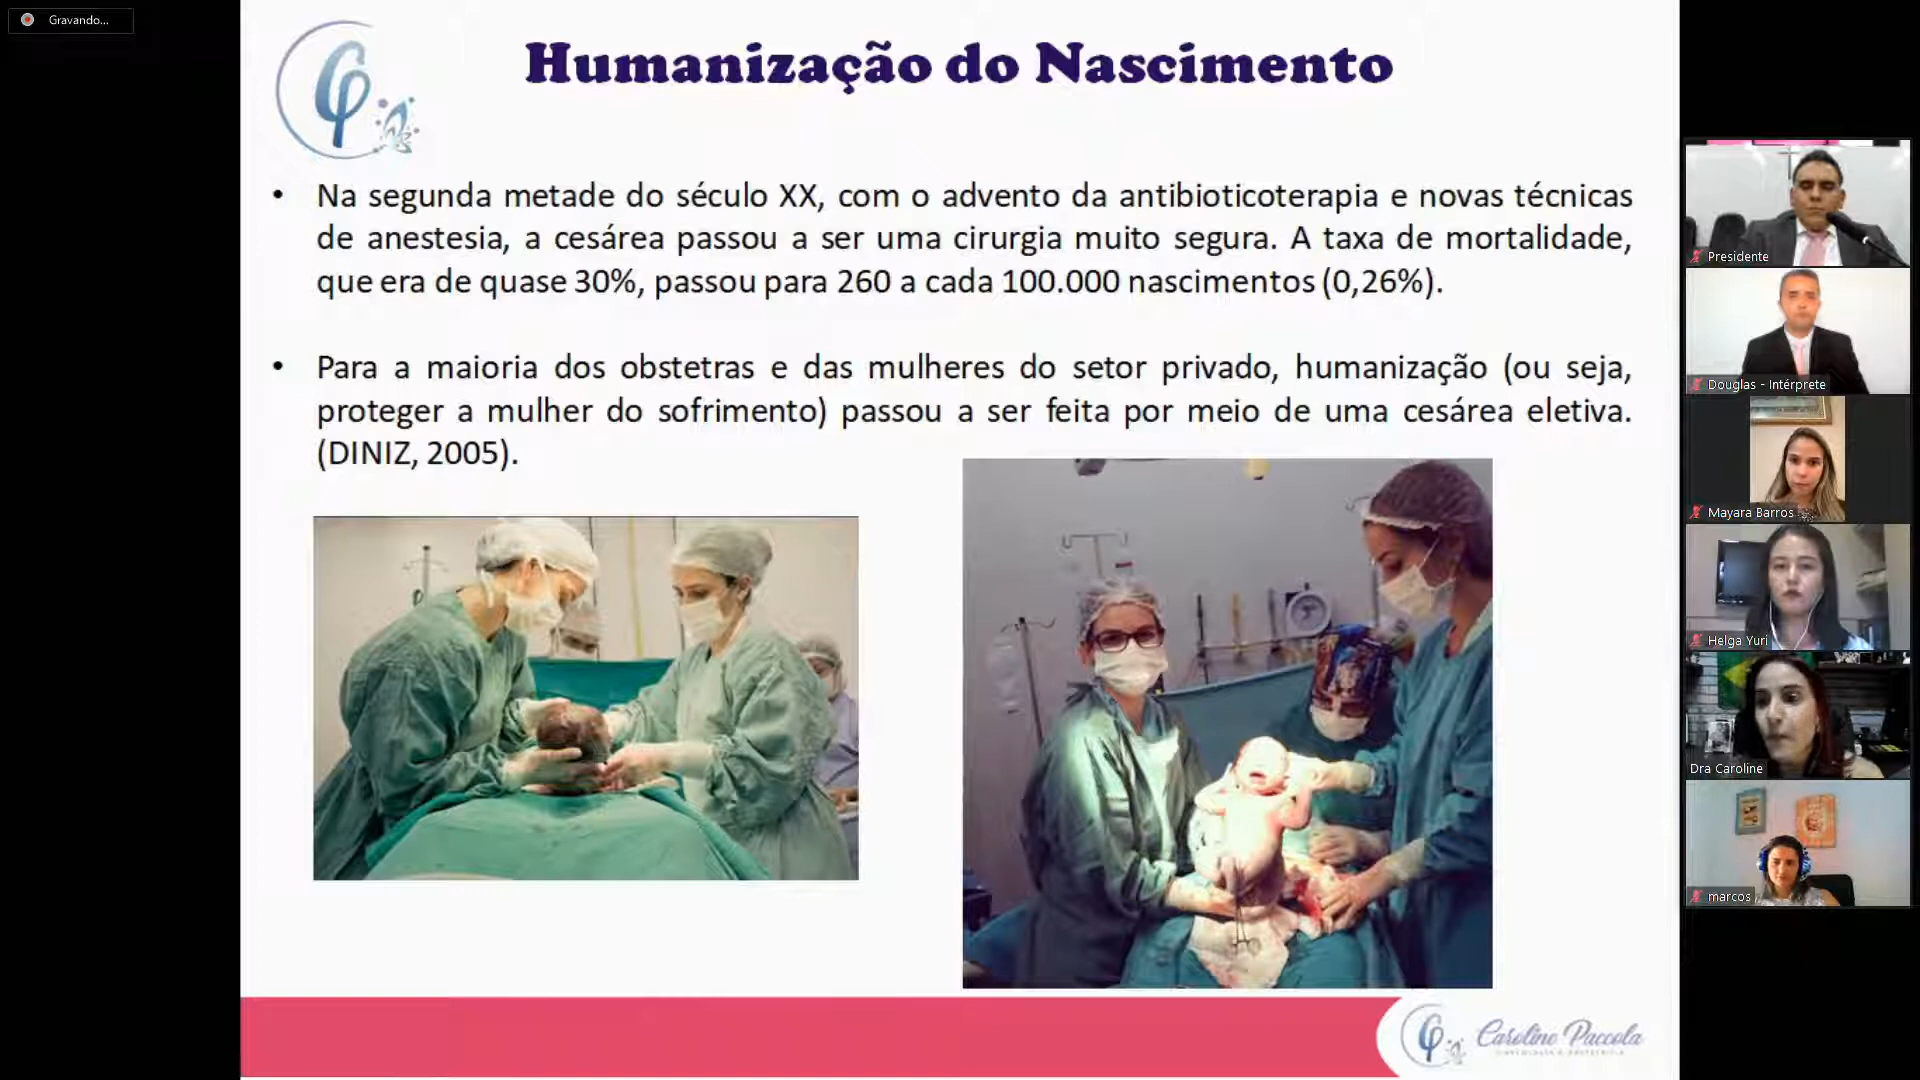 Gravando...
Humanização do Nascimento
• Na segunda metade do século XX, com o advento da antibioticoterapia e novas técnicas
de anestesia, a cesárea passou a ser uma cirurgia muito segura. A taxa de mortalidade,
que era de quase 30%, passou para 260 a cada 100.000 nascimentos (0,26%).
• Para a maioria dos obstetras e das mulheres do setor privado, humanização (ou seja,
proteger a mulher do sofrimento) passou a ser feita por meio de uma cesárea eletiva.
(DINIZ, 2005).
Caroline Paccola
Presidente
Douglas - Intérprete
Mayara Barros
Helga Yuri
Dra Caroline
marcos